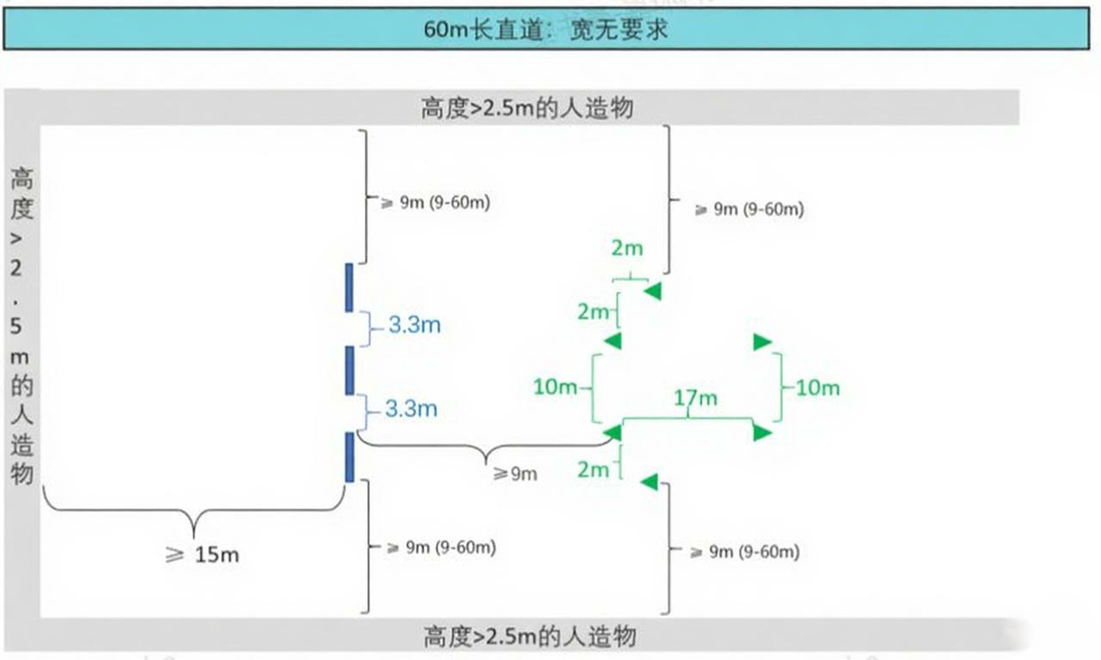 60m长直道：宽无要求
高度>2.5m的人造物
高度>2.5m的人造物
≥ 9m (9-60m)
≥ 9m (9-60m)
2m
2m
3.3m
10m
10m
17m
3.3m
2m
≥9m
≥ 15m
≥ 9m (9-60m)
≥ 9m (9-60m)
高度>2.5m的人造物